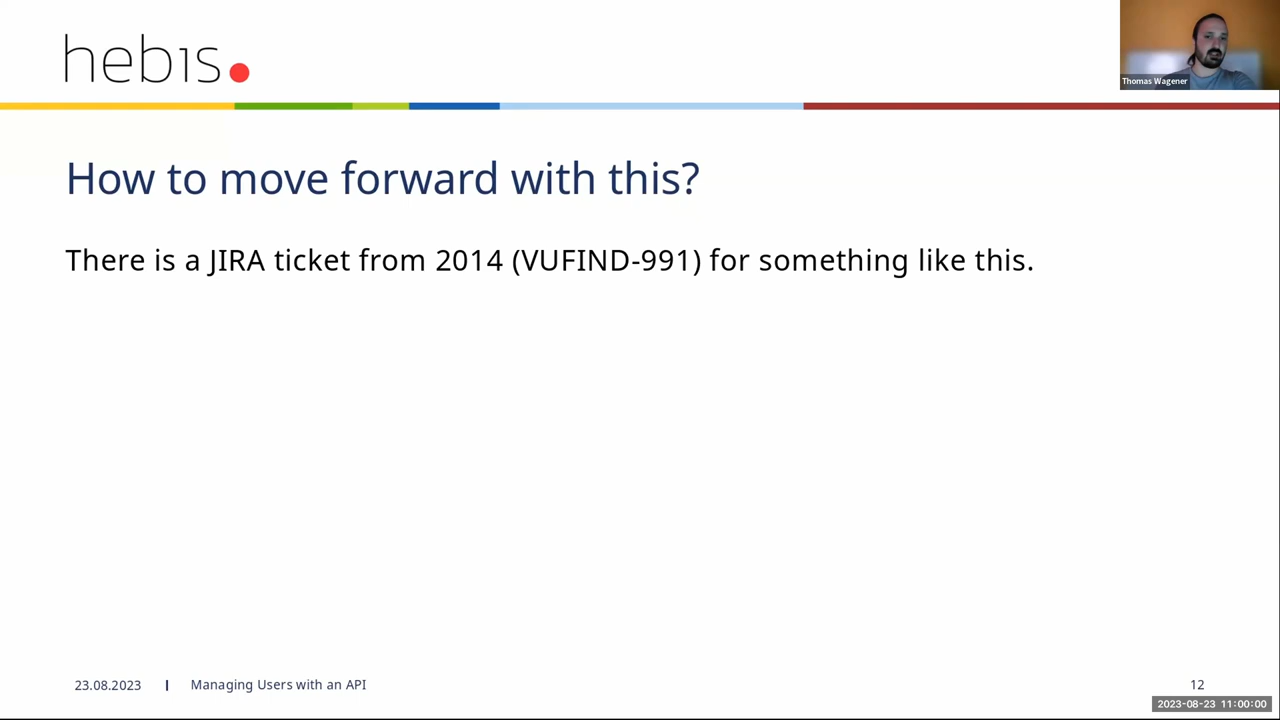 hebis.
Thomas Wagener
How to move forward with this?
There is a JIRA ticket from 2014 (VUFIND-991) for something like this.
23.08.2023 | Managing Users with an API 12
2023-08-23 11:00:00